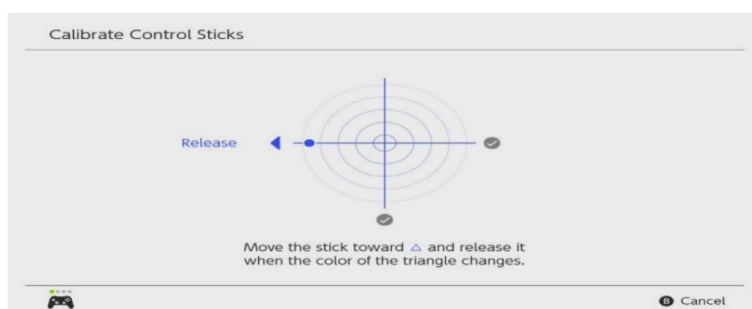 Calibrate Control Sticks
Release
Move the stick toward △ and release it
when the color of the triangle changes.
B Cancel